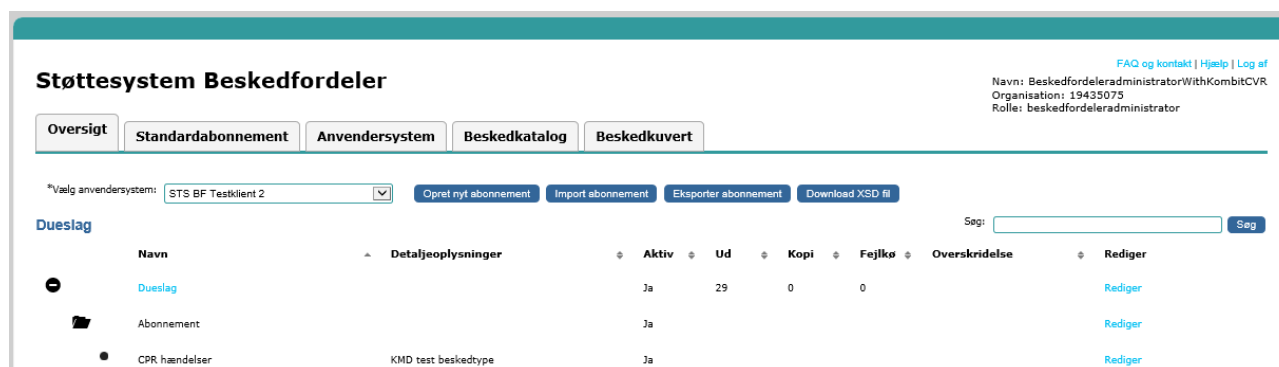 FAQ og kontakt | Hjælp | Log af
Støttesystem Beskedfordeler
Navn: BeskedfordeleradministratorWithKombitCVR
Organisation: 19435075
Rolle: beskedfordeleradministrator
Oversigt Standardabonnement Anvendersystem Beskedkatalog Beskedkuvert
*Vælg anvendersystem: STS BF Testklient 2 Opret nyt abonnement Import abonnement Eksporter abonnement Download XSD fil
Dueslag Søg: Søg
Navn Detaljeoplysninger Aktiv Ud Kopi Fejlkø Overskridelse Rediger
Dueslag Ja 29 0 0 Rediger
Abonnement Ja Rediger
CPR hændelser KMD test beskedtype Ja Rediger